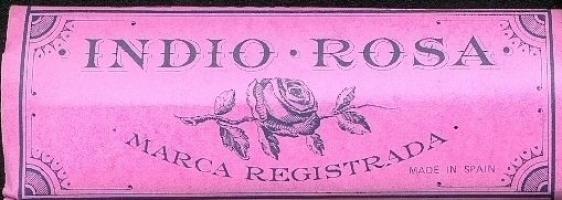 · INDIO · ROSA ·
MARCA REGISTRADA
MADE IN SPAIN